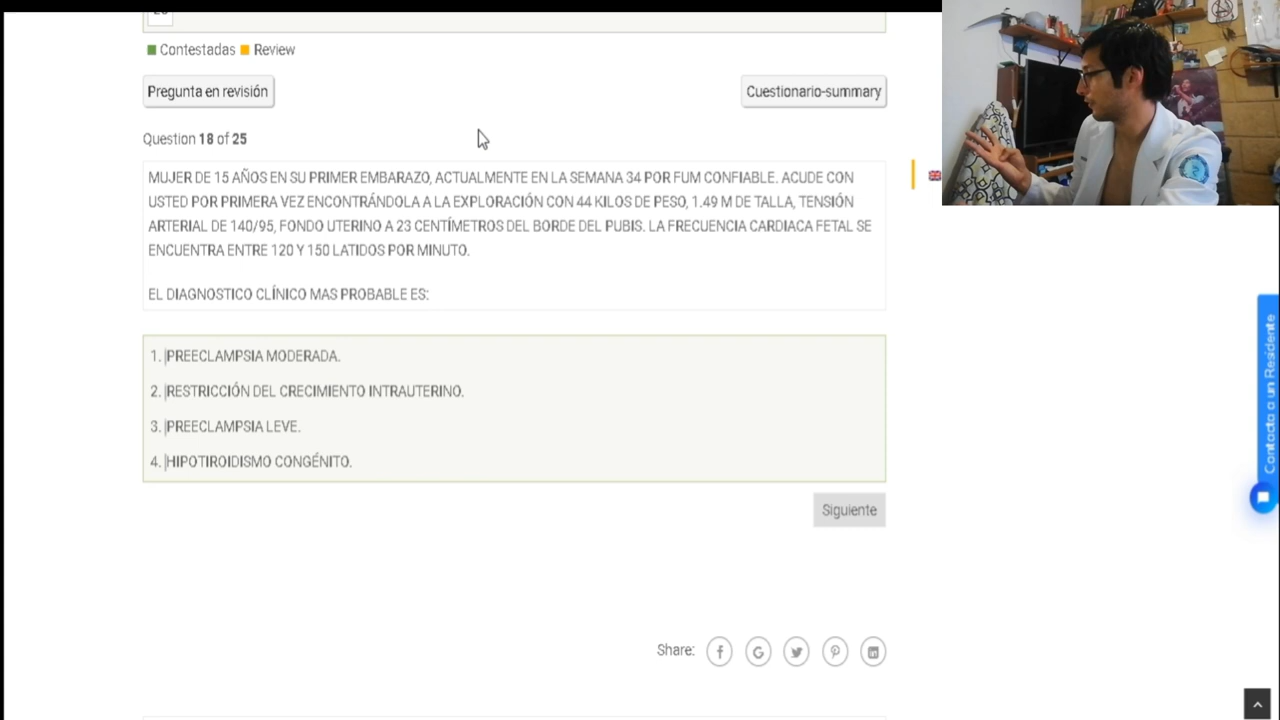 Contestadas Review
Pregunta en revisión
Cuestionario-summary
Question 18 of 25
MUJER DE 15 AÑOS EN SU PRIMER EMBARAZO, ACTUALMENTE EN LA SEMANA 34 POR FUM CONFIABLE. ACUDE CON
USTED POR PRIMERA VEZ ENCONTRÁNDOLA A LA EXPLORACIÓN CON 44 KILOS DE PESO, 1.49 M DE TALLA, TENSIÓN
ARTERIAL DE 140/95, FONDO UTERINO A 23 CENTÍMETROS DEL BORDE DEL PUBIS. LA FRECUENCIA CARDIACA FETAL SE
ENCUENTRA ENTRE 120 Y 150 LATIDOS POR MINUTO.
EL DIAGNOSTICO CLÍNICO MAS PROBABLE ES:
1. PREECLAMPSIA MODERADA.
2. RESTRICCIÓN DEL CRECIMIENTO INTRAUTERINO.
3. PREECLAMPSIA LEVE.
4. HIPOTIROIDISMO CONGÉNITO.
Siguiente
Contacta a un Residente
Share: